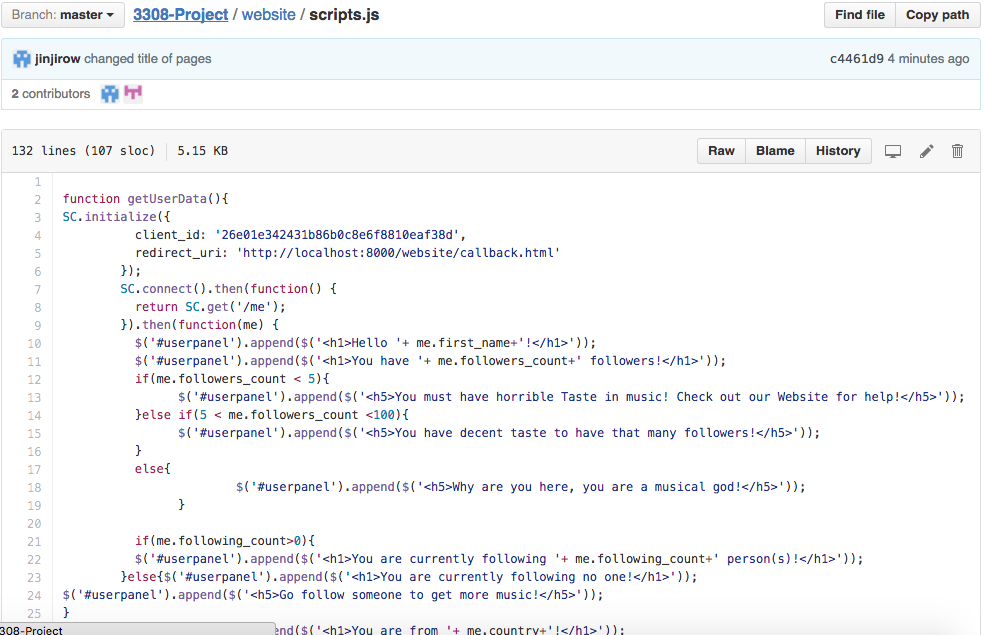 Branch: master 3308-Project / website / scripts.js Find file Copy path
jinjirow changed title of pages c4461d9 4 minutes ago
2 contributors
132 lines (107 sloc) 5.15 KB Raw Blame History
1
2 function getUserData(){
3 SC.initialize({
4 client_id: '26e01e342431b86b0c8e6f8810eaf38d',
5 redirect_uri: 'http://localhost:8000/website/callback.html'
6 });
7 SC.connect().then(function() {
8 return SC.get('/me');
9 }).then(function(me) {
10 $('#userpanel').append($('<h1>Hello '+ me.first_name+'!</h1>'));
11 $('#userpanel').append($('<h1>You have '+ me.followers_count+' followers!</h1>'));
12 if(me.followers_count < 5){
13 $('#userpanel').append($('<h5>You must have horrible Taste in music! Check out our Website for help!</h5>'));
14 }else if(5 < me.followers_count <100){
15 $('#userpanel').append($('<h5>You have decent taste to have that many followers!</h5>'));
16 }
17 else{
18 $('#userpanel').append($('<h5>Why are you here, you are a musical god!</h5>'));
19 }
20
21 if(me.following_count>0){
22 $('#userpanel').append($('<h1>You are currently following '+ me.following_count+' person(s)!</h1>'));
23 }else{$('#userpanel').append($('<h1>You are currently following no one!</h1>'));
24 $('#userpanel').append($('<h5>Go follow someone to get more music!</h5>'));
25 }
308-Project end($('<h1>You are from '+ me.country+'!</h1>'));